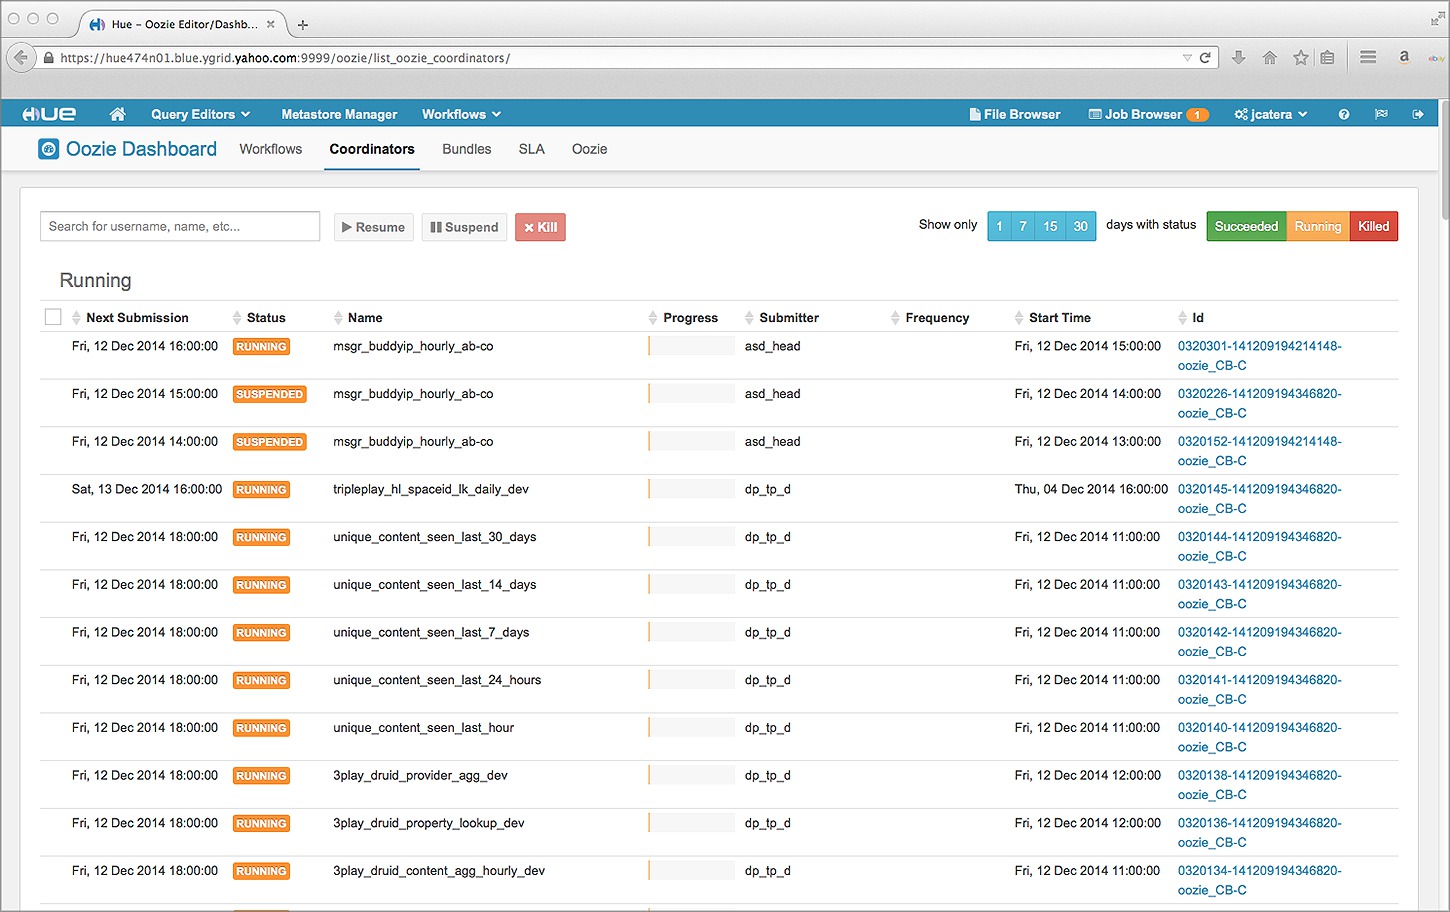 Hue - Oozie Editor/Dashb...
https://hue474n01.blue.ygrid.yahoo.com:9999/oozie/list_oozie_coordinators/
a
ebay
HUE Query Editors Metastore Manager Workflows File Browser Job Browser 1 jcatera ?
Oozie Dashboard Workflows Coordinators Bundles SLA Oozie
Search for username, name, etc... Resume Suspend Kill Show only 1 7 15 30 days with status Succeeded Running Killed
Running
Next Submission Status Name Progress Submitter Frequency Start Time Id
Fri, 12 Dec 2014 16:00:00 RUNNING msgr_buddyip_hourly_ab-co asd_head Fri, 12 Dec 2014 15:00:00 0320301-141209194214148-
oozie_CB-C
Fri, 12 Dec 2014 15:00:00 SUSPENDED msgr_buddyip_hourly_ab-co asd_head Fri, 12 Dec 2014 14:00:00 0320226-141209194346820-
oozie_CB-C
Fri, 12 Dec 2014 14:00:00 SUSPENDED msgr_buddyip_hourly_ab-co asd_head Fri, 12 Dec 2014 13:00:00 0320152-141209194214148-
oozie_CB-C
Sat, 13 Dec 2014 16:00:00 RUNNING tripleplay_hl_spaceid_lk_daily_dev dp_tp_d Thu, 04 Dec 2014 16:00:00 0320145-141209194346820-
oozie_CB-C
Fri, 12 Dec 2014 18:00:00 RUNNING unique_content_seen_last_30_days dp_tp_d Fri, 12 Dec 2014 11:00:00 0320144-141209194346820-
oozie_CB-C
Fri, 12 Dec 2014 18:00:00 RUNNING unique_content_seen_last_14_days dp_tp_d Fri, 12 Dec 2014 11:00:00 0320143-141209194346820-
oozie_CB-C
Fri, 12 Dec 2014 18:00:00 RUNNING unique_content_seen_last_7_days dp_tp_d Fri, 12 Dec 2014 11:00:00 0320142-141209194346820-
oozie_CB-C
Fri, 12 Dec 2014 18:00:00 RUNNING unique_content_seen_last_24_hours dp_tp_d Fri, 12 Dec 2014 11:00:00 0320141-141209194346820-
oozie_CB-C
Fri, 12 Dec 2014 18:00:00 RUNNING unique_content_seen_last_hour dp_tp_d Fri, 12 Dec 2014 11:00:00 0320140-141209194346820-
oozie_CB-C
Fri, 12 Dec 2014 18:00:00 RUNNING 3play_druid_provider_agg_dev dp_tp_d Fri, 12 Dec 2014 12:00:00 0320138-141209194346820-
oozie_CB-C
Fri, 12 Dec 2014 18:00:00 RUNNING 3play_druid_property_lookup_dev dp_tp_d Fri, 12 Dec 2014 12:00:00 0320136-141209194346820-
oozie_CB-C
Fri, 12 Dec 2014 18:00:00 RUNNING 3play_druid_content_agg_hourly_dev dp_tp_d Fri, 12 Dec 2014 11:00:00 0320134-141209194346820-
oozie_CB-C